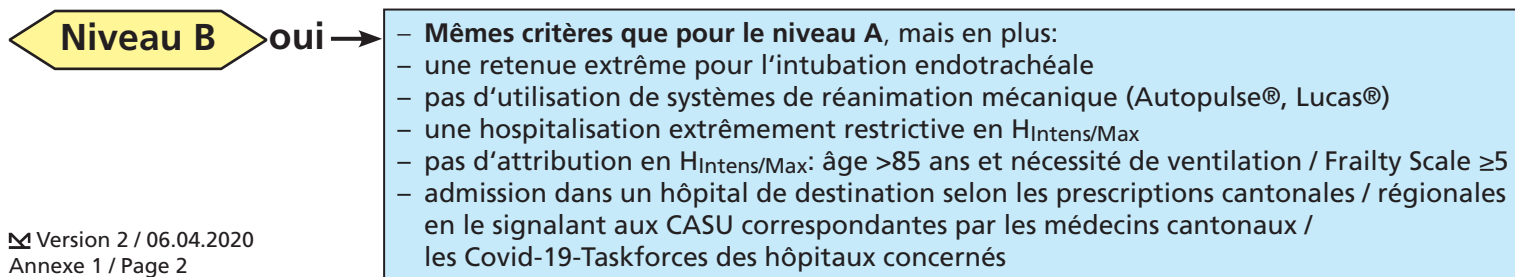 Niveau B oui
– Mêmes critères que pour le niveau A, mais en plus:
– une retenue extrême pour l‘intubation endotrachéale
– pas d‘utilisation de systèmes de réanimation mécanique (Autopulse®, Lucas®)
– une hospitalisation extrêmement restrictive en HIntens/Max
– pas d‘attribution en HIntens/Max: âge >85 ans et nécessité de ventilation / Frailty Scale ≥5
– admission dans un hôpital de destination selon les prescriptions cantonales / régionales
en le signalant aux CASU correspondantes par les médecins cantonaux /
les Covid-19-Taskforces des hôpitaux concernés
Version 2 / 06.04.2020
Annexe 1 / Page 2